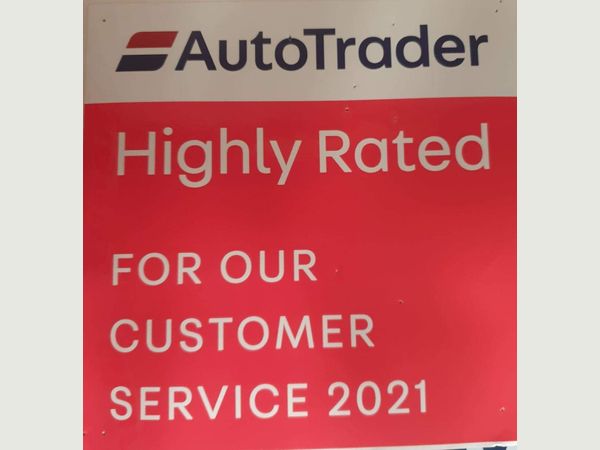 AutoTrader
Highly Rated
FOR OUR
CUSTOMER
SERVICE 2021